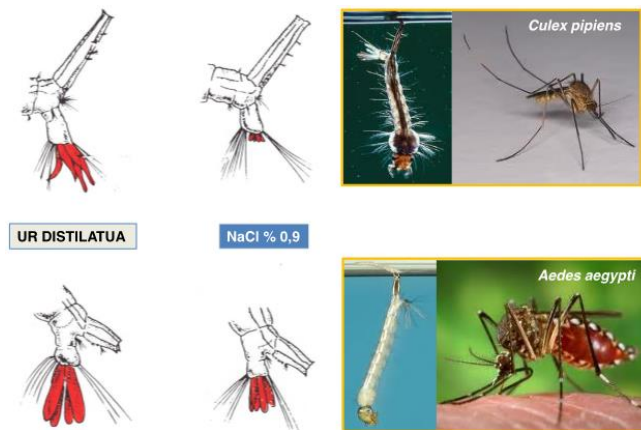 Culex pipiens
UR DISTILATUA
NaCl % 0,9
Aedes aegypti